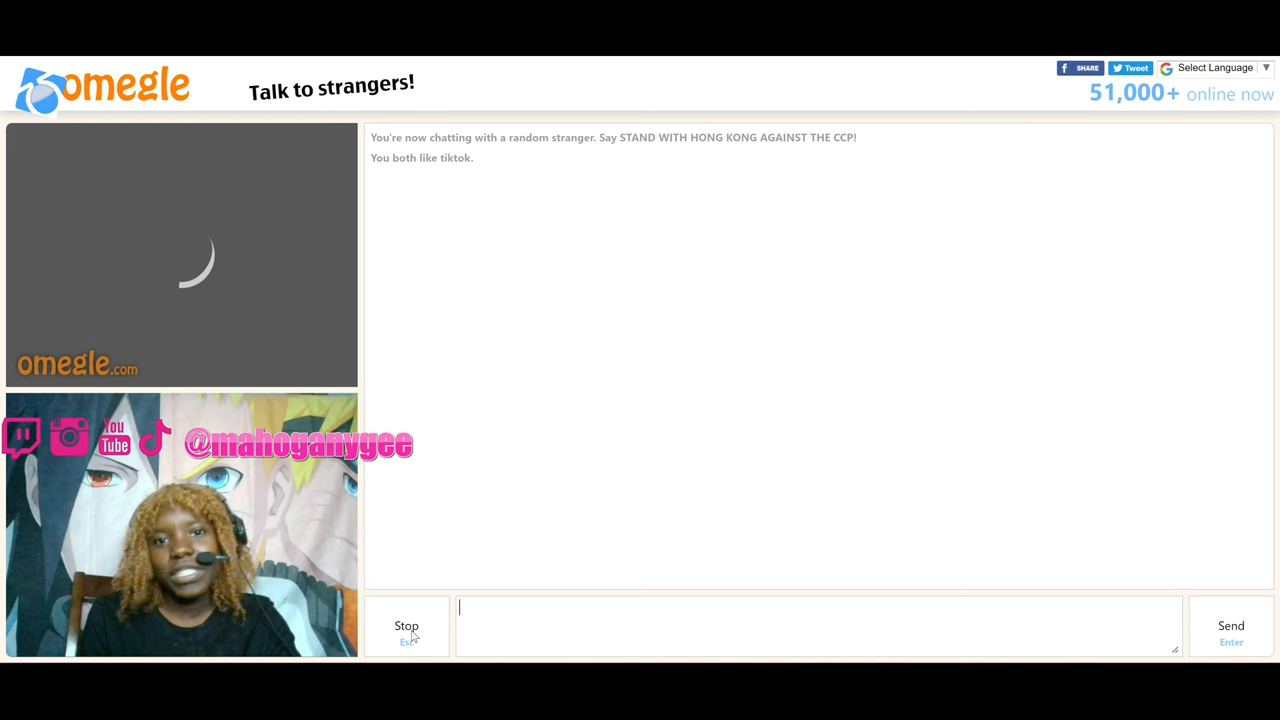 omegle
Talk to strangers!
SHARE
Tweet
Select Language
51,000+ online now
You're now chatting with a random stranger. Say STAND WITH HONG KONG AGAINST THE CCP!
You both like tiktok.
omegle.com
You
Tube
@mahoganygee
Stop
Esc
Send
Enter